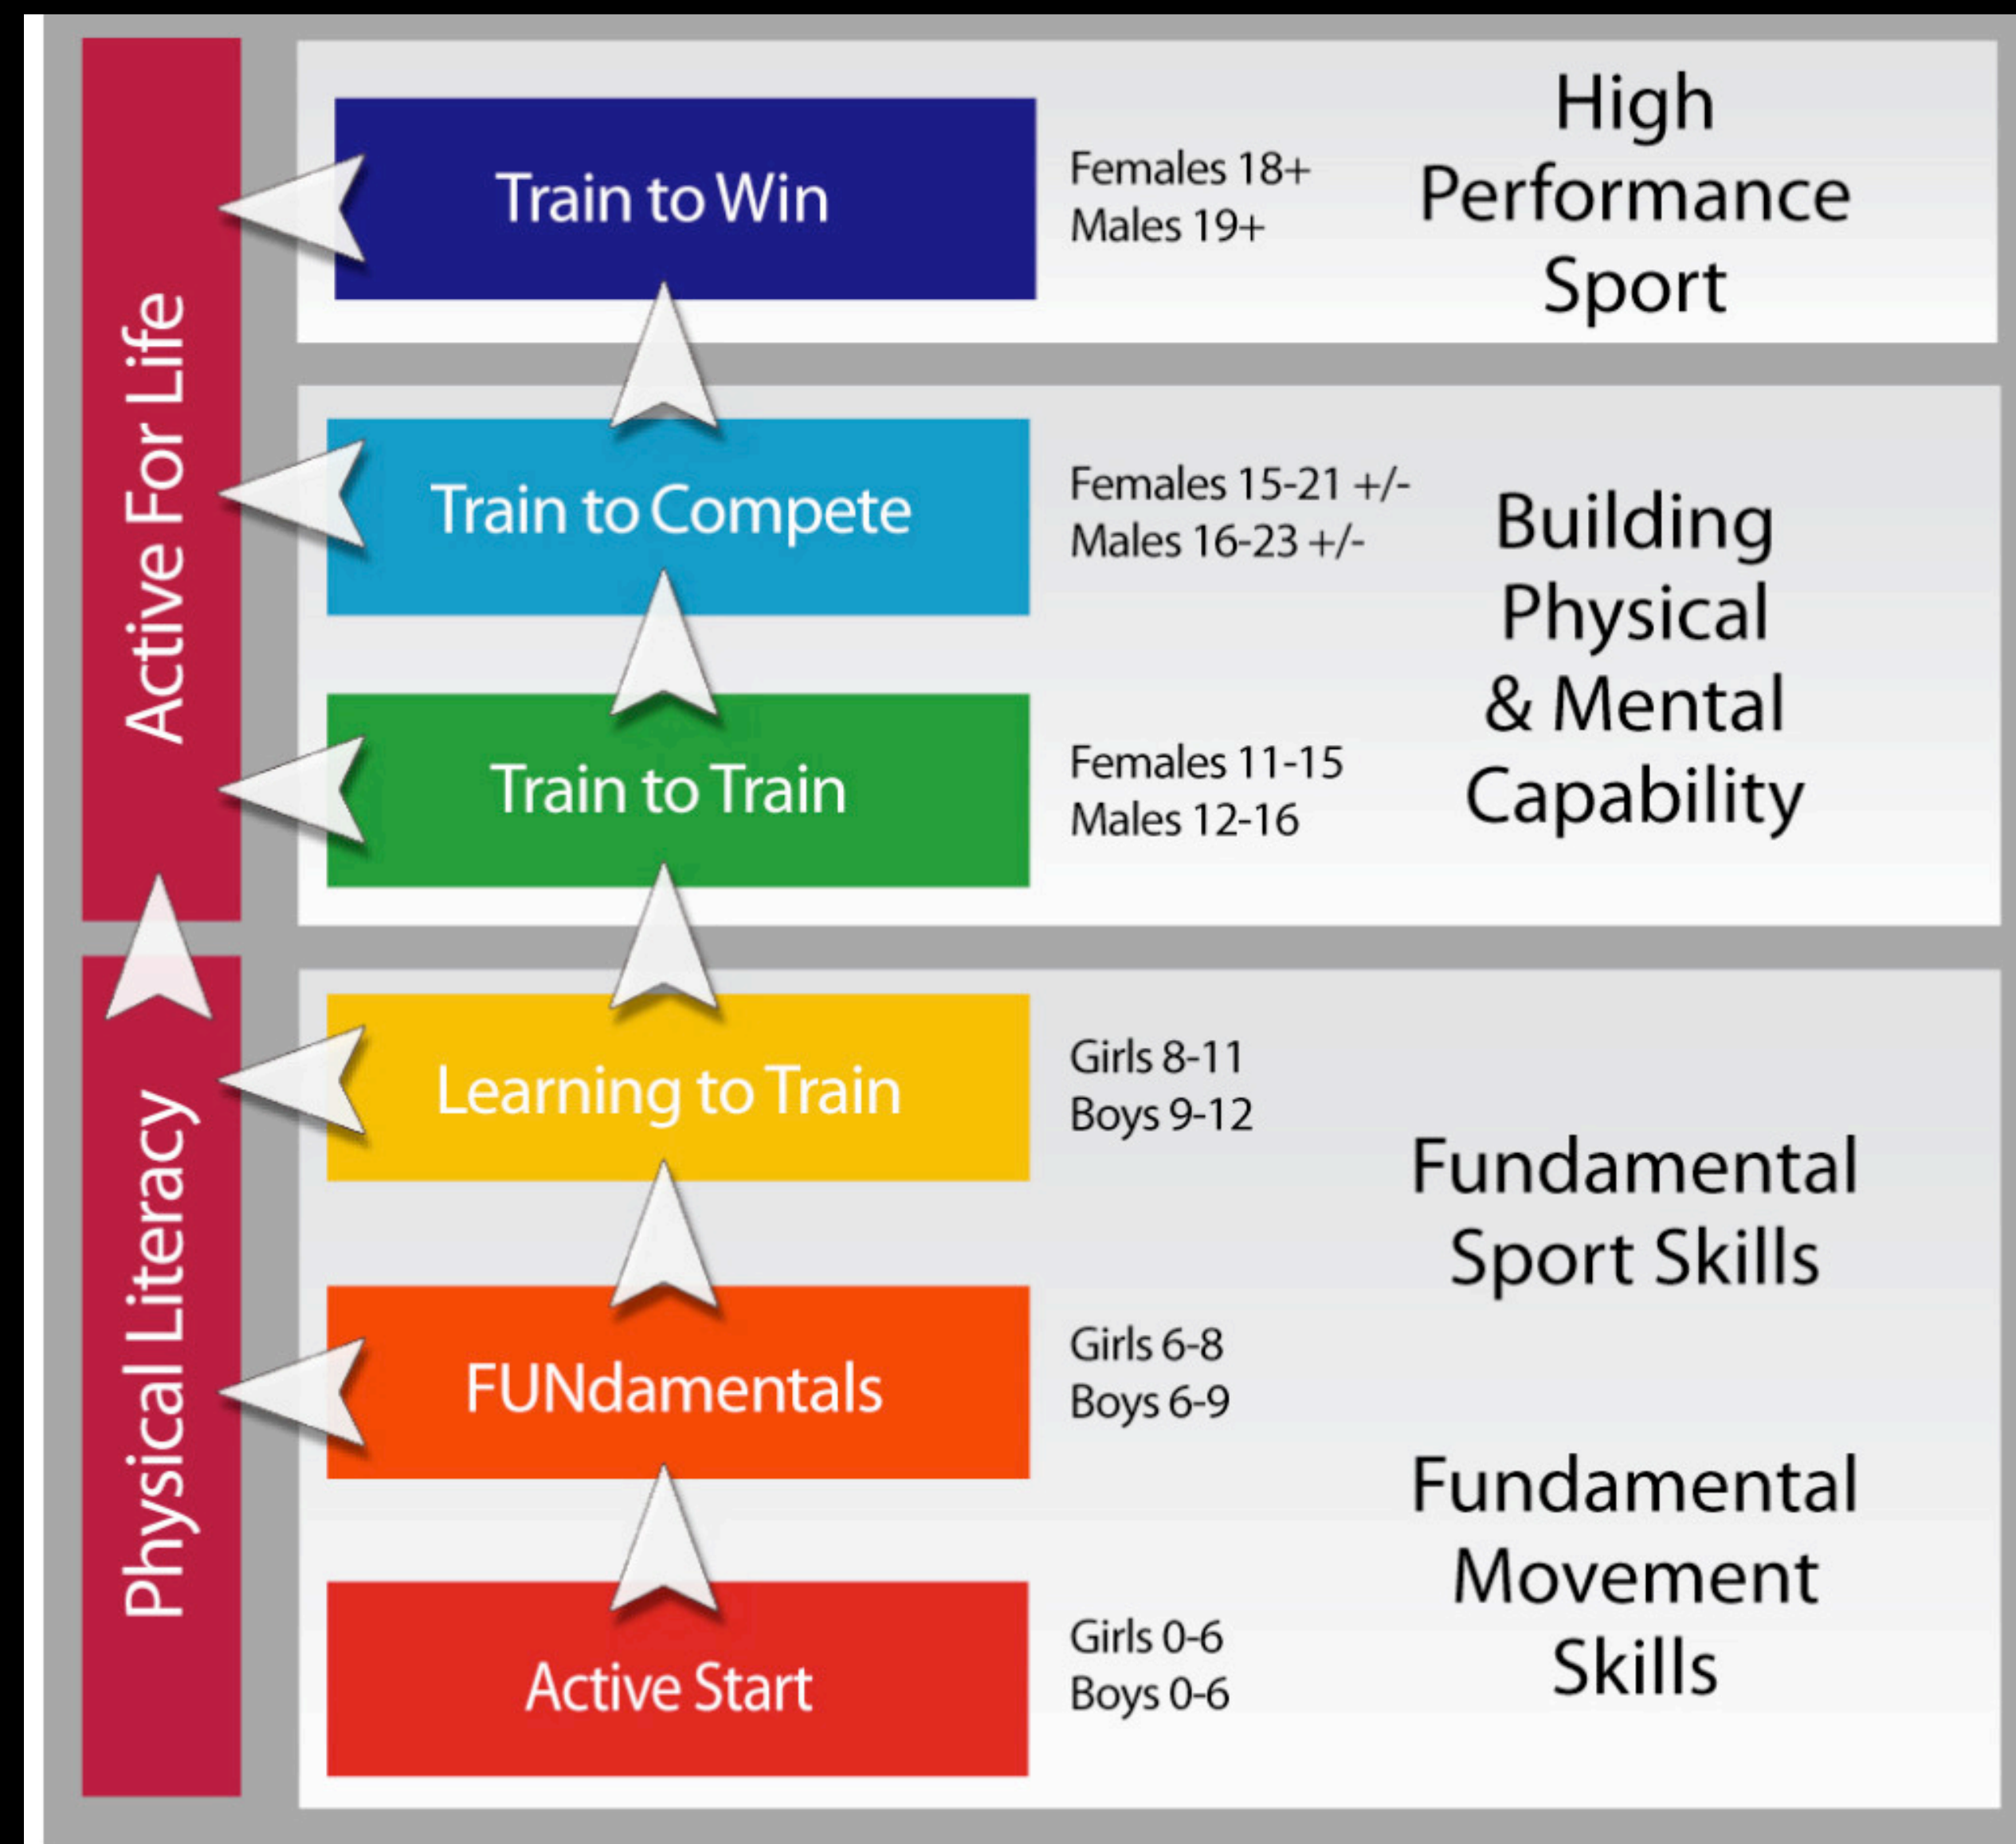 Active For Life
Physical Literacy
Train to Win
Females 18+
Males 19+
High
Performance
Sport
Train to Compete
Females 15-21 +/-
Males 16-23 +/-
Train to Train
Females 11-15
Males 12-16
Building
Physical
& Mental
Capability
Learning to Train
Girls 8-11
Boys 9-12
Fundamental
Sport Skills
FUNdamentals
Girls 6-8
Boys 6-9
Fundamental
Movement
Skills
Active Start
Girls 0-6
Boys 0-6